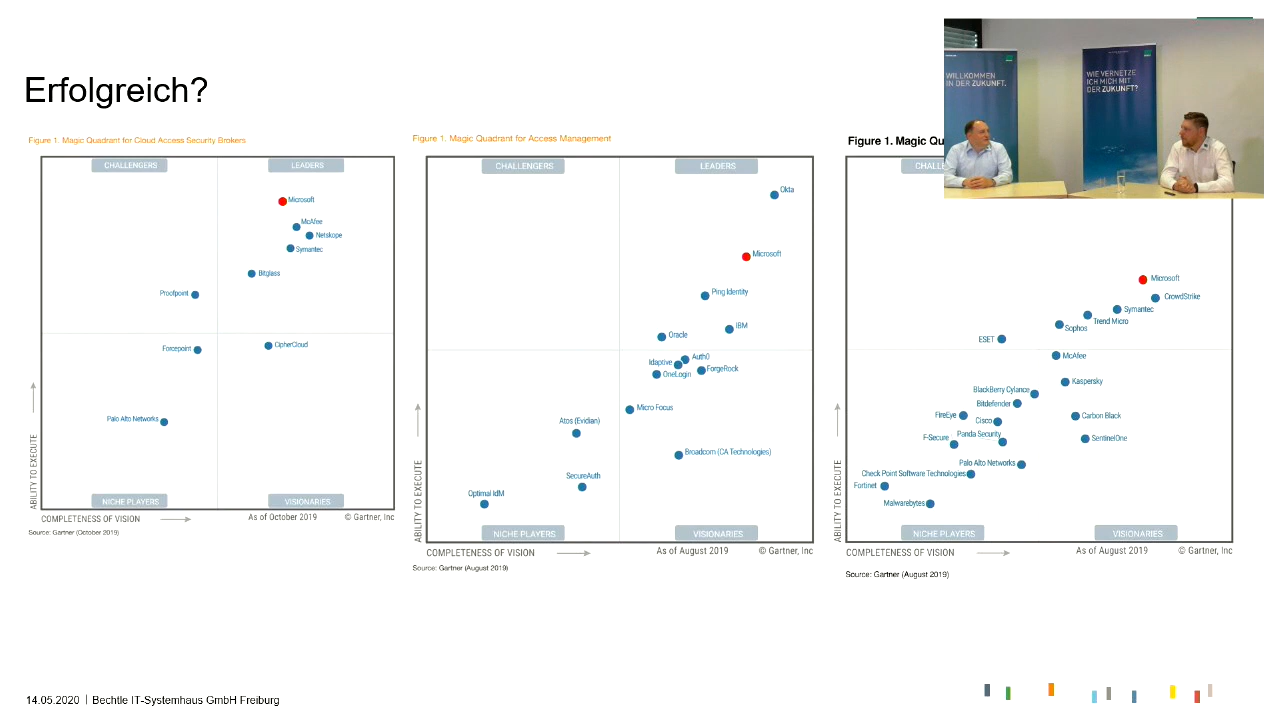 Erfolgreich?
Figure 1. Magic Quadrant for Cloud Access Security Brokers
CHALLENGERS
LEADERS
Microsoft
McAfee
Netskope
Symantec
Bitglass
Proofpoint
Forcepoint
CipherCloud
Palo Alto Networks
ABILITY TO EXECUTE
NICHE PLAYERS
VISIONARIES
COMPLETENESS OF VISION
As of October 2019
© Gartner, Inc
Source: Gartner (October 2019)
Figure 1. Magic Quadrant for Access Management
CHALLENGERS
LEADERS
Okta
Microsoft
Ping Identity
IBM
Oracle
Auth0
Idaptive
ForgeRock
OneLogin
Micro Focus
Atos (Evidian)
Broadcom (CA Technologies)
SecureAuth
Optimal IdM
ABILITY TO EXECUTE
NICHE PLAYERS
VISIONARIES
COMPLETENESS OF VISION
As of August 2019
© Gartner, Inc
Source: Gartner (August 2019)
Figure 1. Magic Qu
CHALLE
Microsoft
CrowdStrike
Symantec
Trend Micro
Sophos
ESET
McAfee
Kaspersky
BlackBerry Cylance
Bitdefender
FireEye
Carbon Black
Cisco
Panda Security
F-Secure
SentinelOne
Palo Alto Networks
Check Point Software Technologies
Fortinet
Malwarebytes
ABILITY TO EXECUTE
NICHE PLAYERS
VISIONARIES
COMPLETENESS OF VISION
As of August 2019
© Gartner, Inc
Source: Gartner (August 2019)
WILLKOMMEN
IN DER ZUKUNFT.
WIE VERNETZE
ICH MICH MIT
DER ZUKUNFT?
14.05.2020 | Bechtle IT-Systemhaus GmbH Freiburg